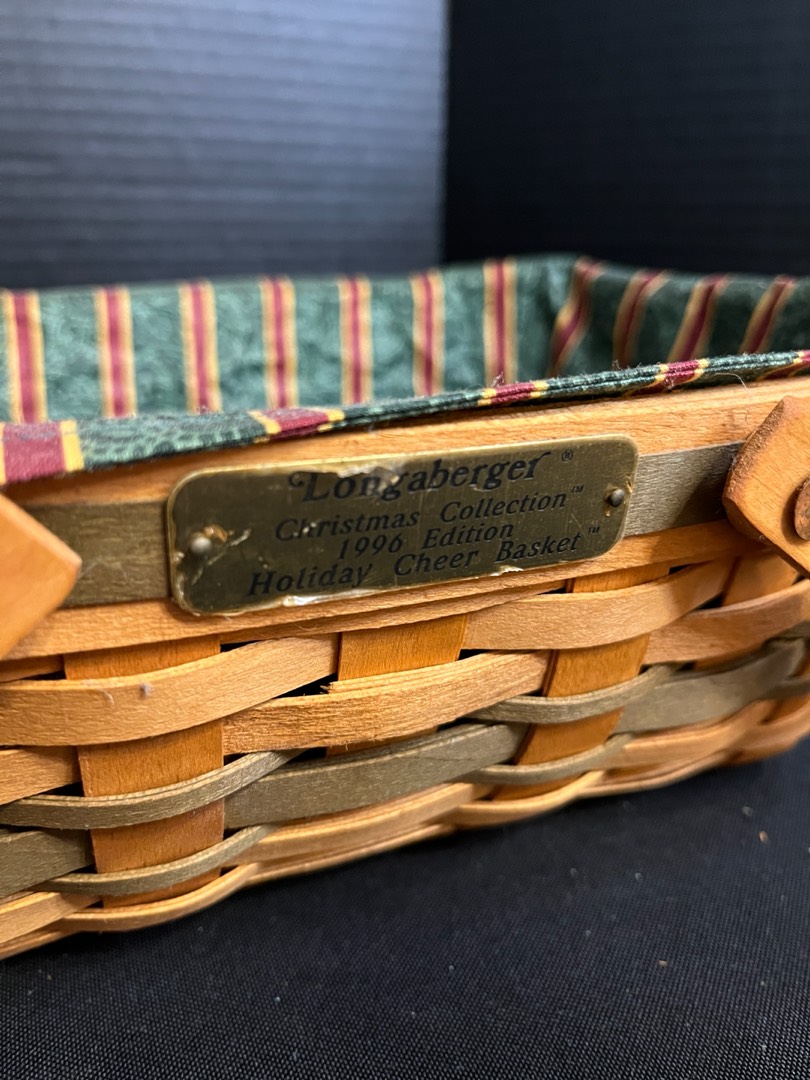 Longaberger®
Christmas Collection™
1996 Edition
Holiday Cheer Basket™